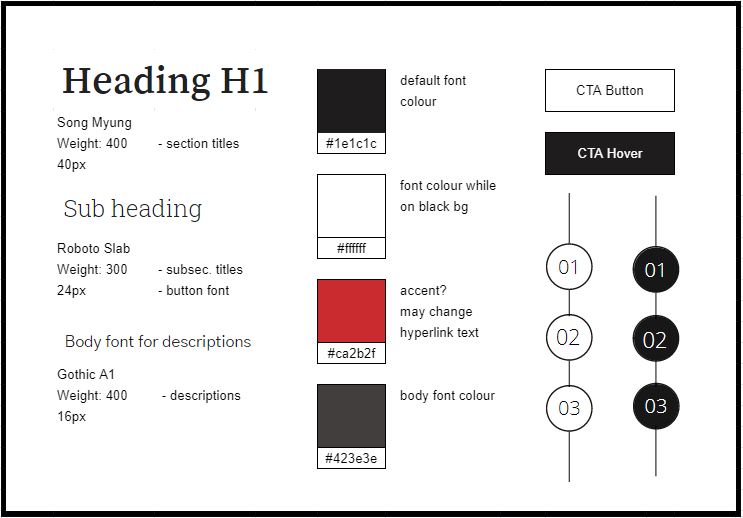 Heading H1
Song Myung
Weight: 400 - section titles
40px
Sub heading
Roboto Slab
Weight: 300 - subsec. titles
24px - button font
Body font for descriptions
Gothic A1
Weight: 400 - descriptions
16px
default font
colour
#1e1c1c
font colour while
on black bg
#ffffff
accent?
may change
hyperlink text
#ca2b2f
body font colour
#423e3e
CTA Button
CTA Hover
01 01
02 02
03 03